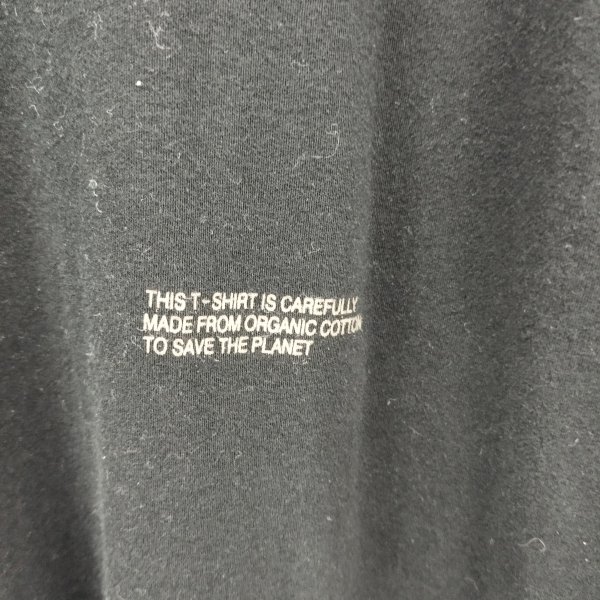 THIS T-SHIRT IS CAREFULLY
MADE FROM ORGANIC COTTON
TO SAVE THE PLANET